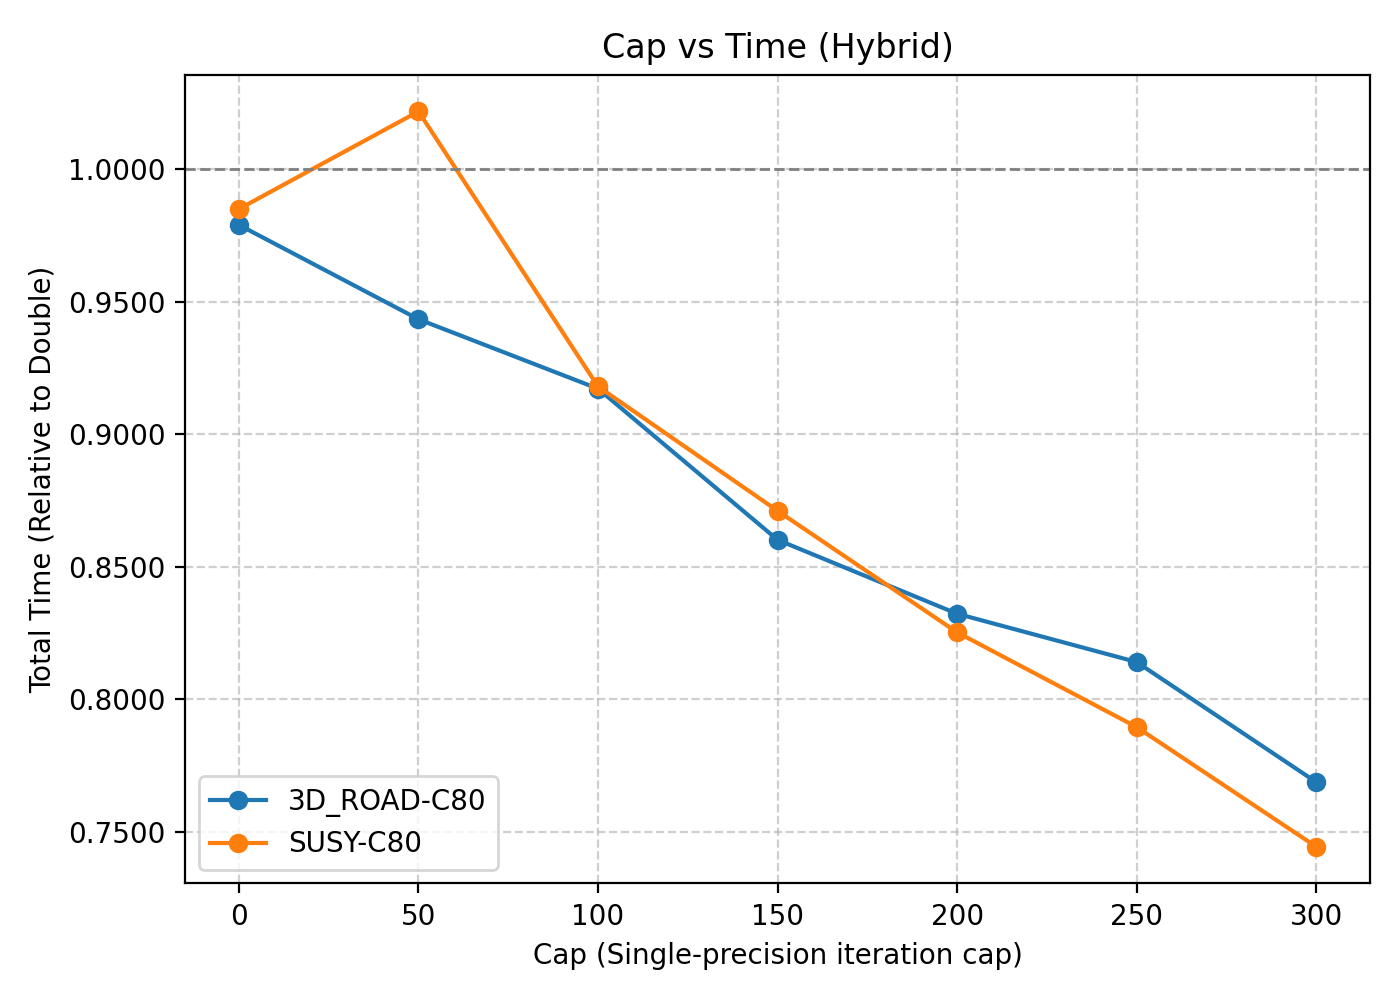 Cap vs Time (Hybrid)
Total Time (Relative to Double)
1.0000
0.9500
0.9000
0.8500
0.8000
0.7500
3D_ROAD-C80
SUSY-C80
0 50 100 150 200 250 300
Cap (Single-precision iteration cap)